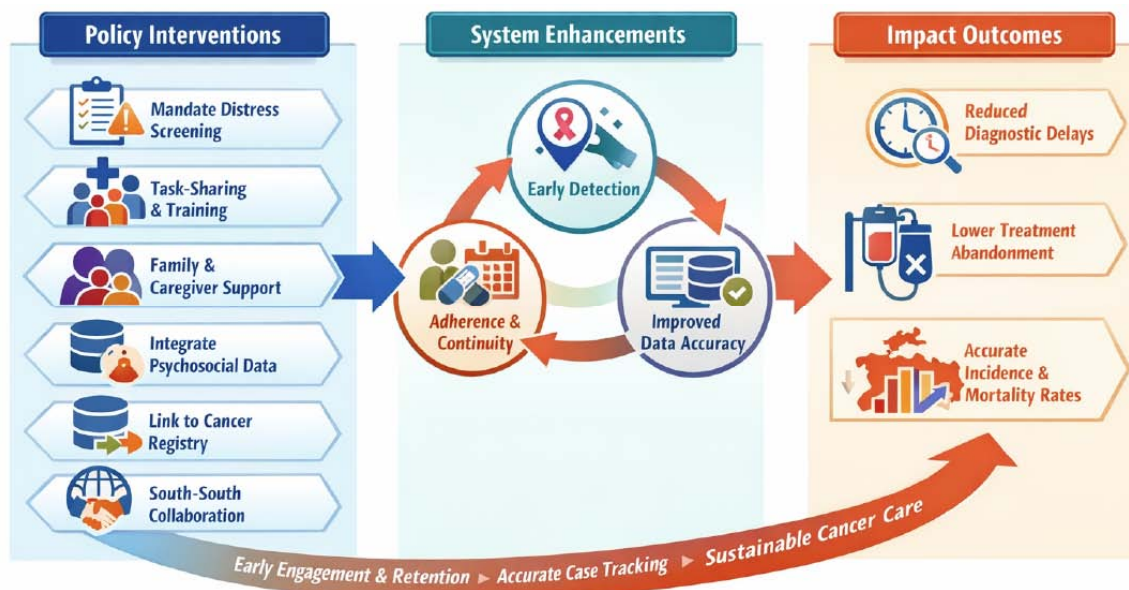 Policy Interventions
Mandate Distress
Screening
Task-Sharing
& Training
Family &
Caregiver Support
Integrate
Psychosocial Data
Link to Cancer
Registry
South-South
Collaboration
System Enhancements
Early Detection
Adherence &
Continuity
Improved
Data Accuracy
Impact Outcomes
Reduced
Diagnostic Delays
Lower Treatment
Abandonment
Accurate
Incidence &
Mortality Rates
Early Engagement & Retention ▸ Accurate Case Tracking ▸ Sustainable Cancer Care